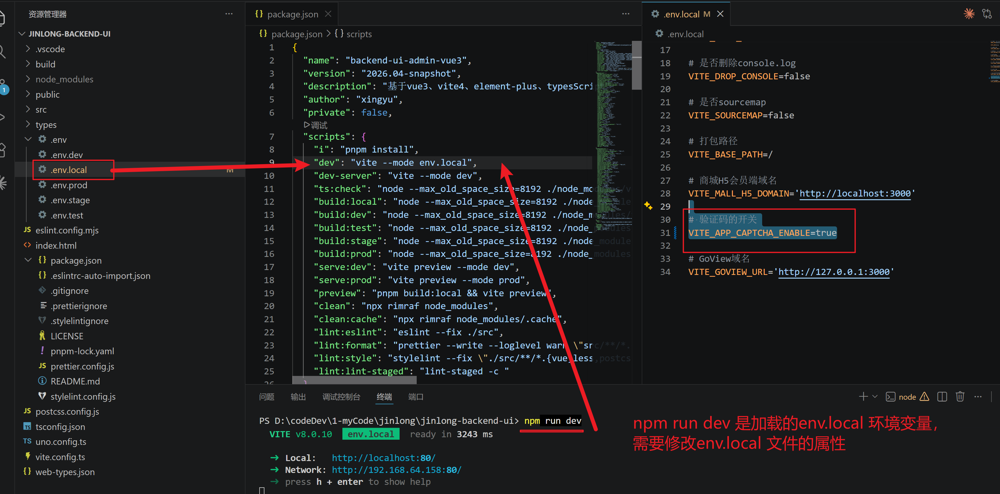 资源管理器
JINLONG-BACKEND-UI
.vscode
build
node_modules
public
src
types
.env
.env.dev
.env.local
M
.env.prod
.env.stage
.env.test
eslint.config.mjs
index.html
package.json
.eslintrc-auto-import.json
.gitignore
.prettierignore
.stylelintignore
LICENSE
pnpm-lock.yaml
prettier.config.js
README.md
stylelint.config.js
postcss.config.js
tsconfig.json
uno.config.ts
vite.config.ts
web-types.json
1
package.json
package.json > {} scripts
1 {
2 "name": "backend-ui-admin-vue3",
3 "version": "2026.04-snapshot",
4 "description": "基于vue3、vite4、element-plus、typesScri
5 "author": "xingyu",
6 "private": false,
调试
7 "scripts": {
8 "i": "pnpm install",
9 "dev": "vite --mode env.local",
10 "dev-server": "vite --mode dev",
11 "ts:check": "node --max_old_space_size=8192 ./node_modules/v
12 "build:local": "node --max_old_space_size=8192 ./node
13 "build:dev": "node --max_old_space_size=8192 ./node_modules/
14 "build:test": "node --max_old_space_size=8192 ./node_modules
15 "build:stage": "node --max_old_space_size=8192 ./node_module
16 "build:prod": "node --max_old_space_size=8192 ./node_modules
17 "serve:dev": "vite preview --mode dev",
18 "serve:prod": "vite preview --mode prod",
19 "preview": "pnpm build:local && vite preview",
20 "clean": "npx rimraf node_modules",
21 "clean:cache": "npx rimraf node_modules/.cache",
22 "lint:eslint": "eslint --fix ./src",
23 "lint:format": "prettier --write --loglevel warn \"src/**/*.
24 "lint:style": "stylelint --fix \"./src/**/*.{vue,less,postcs
25 "lint:lint-staged": "lint-staged -c "
26 }
.env.local M
.env.local
17
18 # 是否删除console.log
19 VITE_DROP_CONSOLE=false
20
21 # 是否sourcemap
22 VITE_SOURCEMAP=false
23
24 # 打包路径
25 VITE_BASE_PATH=/
26
27 # 商城H5会员端域名
28 VITE_MALL_H5_DOMAIN='http://localhost:3000'
29
30 # 验证码的开关
31 VITE_APP_CAPTCHA_ENABLE=true
32
33 # GoView域名
34 VITE_GOVIEW_URL='http://127.0.0.1:3000'
问题 输出 调试控制台 终端 端口
node
PS D:\codeDev\1-myCode\jinlong\jinlong-backend-ui> npm run dev
VITE v8.0.10 env.local ready in 3243 ms
➜ Local: http://localhost:80/
➜ Network: http://192.168.64.158:80/
➜ press h + enter to show help
npm run dev 是加载的env.local 环境变量，
需要修改env.local 文件的属性